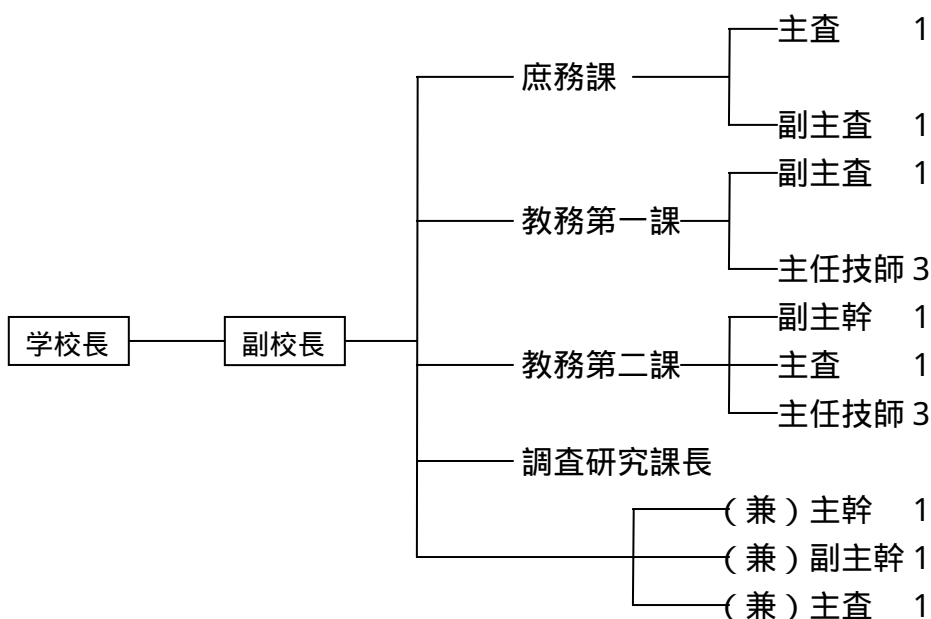 主査 1
庶務課
副主査 1
副主査 1
教務第一課
主任技師 3
副主幹 1
学校長 副校長 教務第二課 主査 1
主任技師 3
調査研究課長
（兼）主幹 1
（兼）副主幹 1
（兼）主査 1